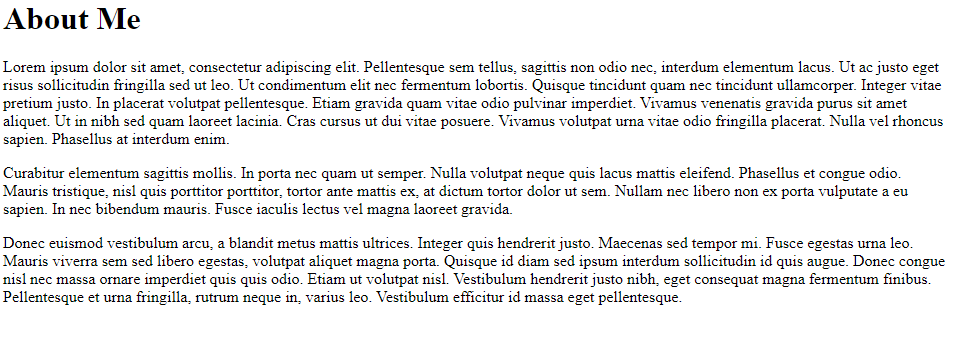 About Me
Lorem ipsum dolor sit amet, consectetur adipiscing elit. Pellentesque sem tellus, sagittis non odio nec, interdum elementum lacus. Ut ac justo eget
risus sollicitudin fringilla sed ut leo. Ut condimentum elit nec fermentum lobortis. Quisque tincidunt quam nec tincidunt ullamcorper. Integer vitae
pretium justo. In placerat volutpat pellentesque. Etiam gravida quam vitae odio pulvinar imperdiet. Vivamus venenatis gravida purus sit amet
aliquet. Ut in nibh sed quam laoreet lacinia. Cras cursus ut dui vitae posuere. Vivamus volutpat urna vitae odio fringilla placerat. Nulla vel rhoncus
sapien. Phasellus at interdum enim.
Curabitur elementum sagittis mollis. In porta nec quam ut semper. Nulla volutpat neque quis lacus mattis eleifend. Phasellus et congue odio.
Mauris tristique, nisl quis porttitor porttitor, tortor ante mattis ex, at dictum tortor dolor ut sem. Nullam nec libero non ex porta vulputate a eu
sapien. In nec bibendum mauris. Fusce iaculis lectus vel magna laoreet gravida.
Donec euismod vestibulum arcu, a blandit metus mattis ultrices. Integer quis hendrerit justo. Maecenas sed tempor mi. Fusce egestas urna leo.
Mauris viverra sem sed libero egestas, volutpat aliquet magna porta. Quisque id diam sed ipsum interdum sollicitudin id quis augue. Donec congue
nisl nec massa ornare imperdiet quis quis odio. Etiam ut volutpat nisl. Vestibulum hendrerit justo nibh, eget consequat magna fermentum finibus.
Pellentesque et urna fringilla, rutrum neque in, varius leo. Vestibulum efficitur id massa eget pellentesque.